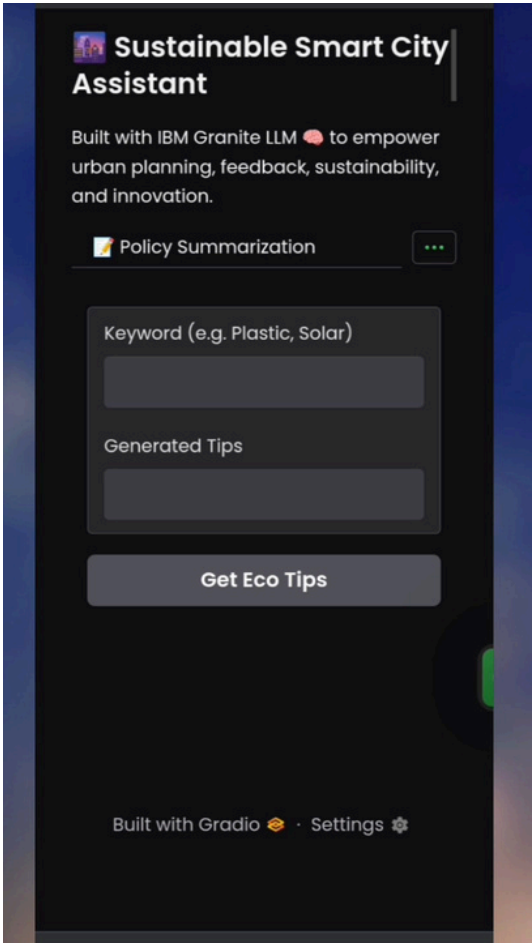 🌆 Sustainable Smart City
Assistant
Built with IBM Granite LLM 🧠 to empower
urban planning, feedback, sustainability,
and innovation.
📝 Policy Summarization
...
Keyword (e.g. Plastic, Solar)
Generated Tips
Get Eco Tips
Built with Gradio · Settings